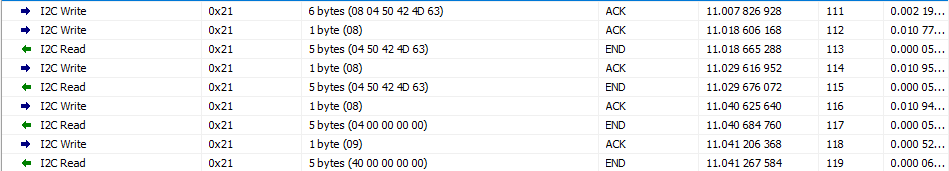 I2C Write 0x21 6 bytes (08 04 50 42 4D 63) ACK 11.007 826 928 111 0.002 19...
I2C Write 0x21 1 byte (08) ACK 11.018 606 168 112 0.010 77...
I2C Read 0x21 5 bytes (04 50 42 4D 63) END 11.018 665 288 113 0.000 05...
I2C Write 0x21 1 byte (08) ACK 11.029 616 952 114 0.010 95...
I2C Read 0x21 5 bytes (04 50 42 4D 63) END 11.029 676 072 115 0.000 05...
I2C Write 0x21 1 byte (08) ACK 11.040 625 640 116 0.010 94...
I2C Read 0x21 5 bytes (04 00 00 00 00) END 11.040 684 760 117 0.000 05...
I2C Write 0x21 1 byte (09) ACK 11.041 206 368 118 0.000 52...
I2C Read 0x21 5 bytes (40 00 00 00 00) END 11.041 267 584 119 0.000 06...